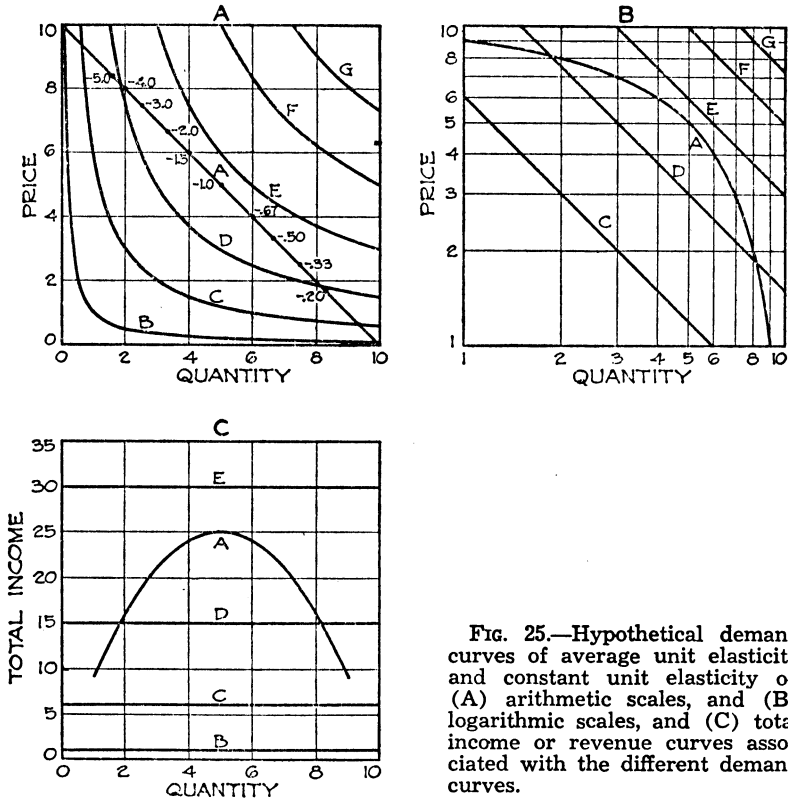 A
10
8
6
4
2
0
PRICE
-5.0
-4.0
-3.0
-2.0
-1.5
A
-1.0
-.67
-.50
-.33
-.20
B
C
D
E
F
G
0 2 4 6 8 10
QUANTITY
B
10
8
6
5
4
3
2
1
PRICE
A
C
D
E
F
G
1 2 3 4 5 6 8 10
QUANTITY
C
35
30
25
20
15
10
5
0
TOTAL INCOME
E
A
D
C
B
0 2 4 6 8 10
QUANTITY
FIG. 25.—Hypothetical deman
curves of average unit elasticit
and constant unit elasticity o
(A) arithmetic scales, and (B
logarithmic scales, and (C) tota
income or revenue curves asso
ciated with the different deman
curves.